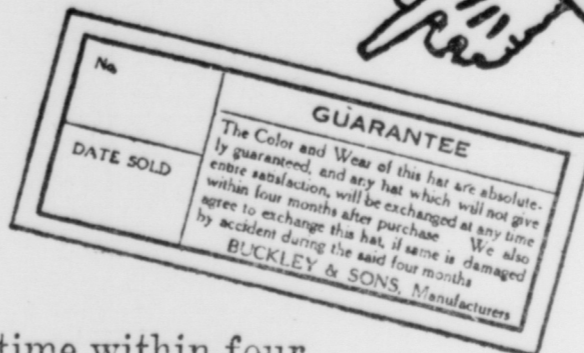 No.
DATE SOLD
GUARANTEE
The Color and Wear of this hat are absolute-
ly guaranteed, and any hat which will not give
entire satisfaction, will be exchanged at any time
within four months after purchase We also
agree to exchange this hat, if same is damaged
by accident during the said four months
BUCKLEY & SONS, Manufacturers
time within four